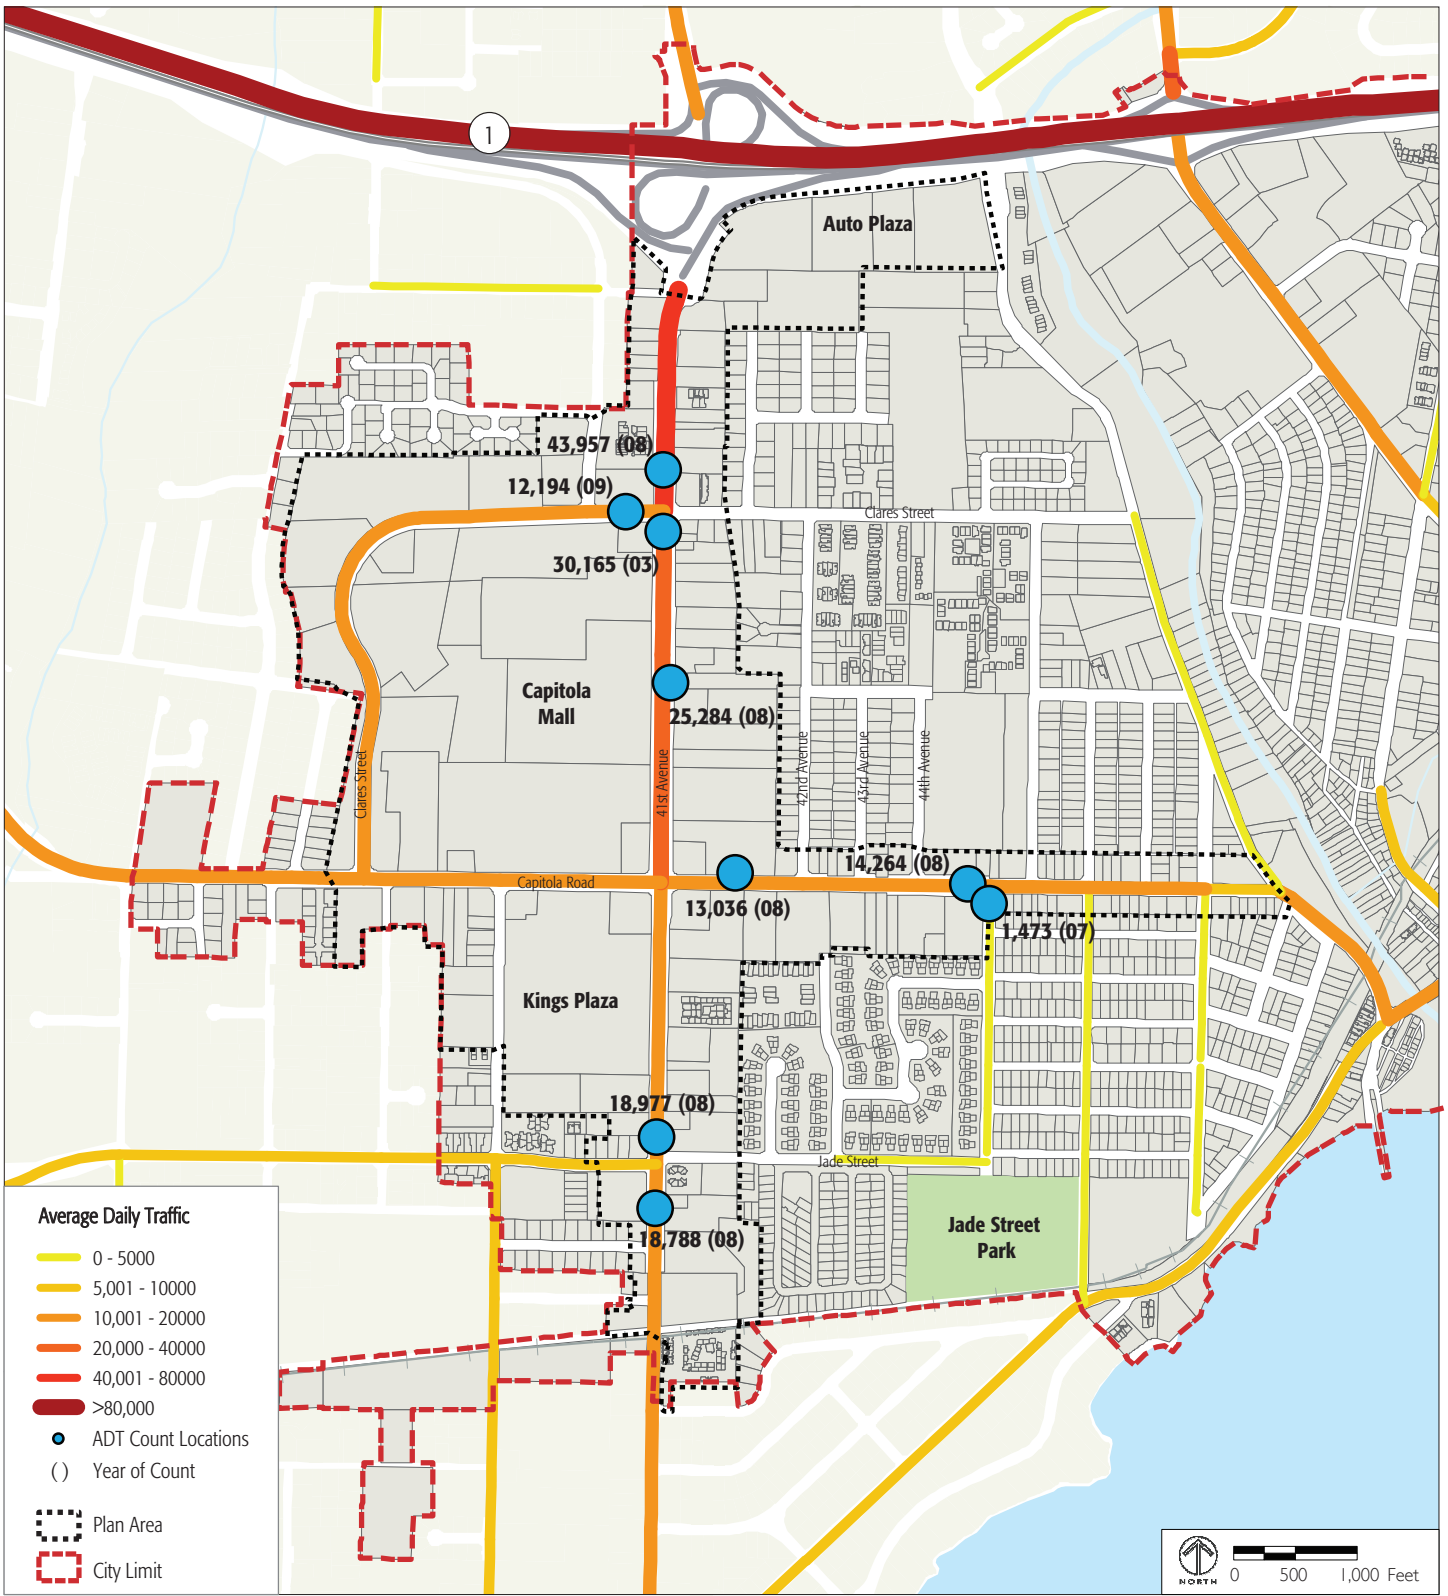 1
Auto Plaza
43,957 (08)
12,194 (09)
Clares Street
30,165 (03)
Capitola
Mall
25,284 (08)
Clares Street
41st Avenue
42nd Avenue
43rd Avenue
44th Avenue
14,264 (08)
Capitola Road
13,036 (08)
1,473 (07)
Kings Plaza
18,977 (08)
Jade Street
18,788 (08)
Jade Street
Park
Average Daily Traffic
0 - 5000
5,001 - 10000
10,001 - 20000
20,000 - 40000
40,001 - 80000
>80,000
ADT Count Locations
( ) Year of Count
Plan Area
City Limit
NORTH
0 500 1,000 Feet